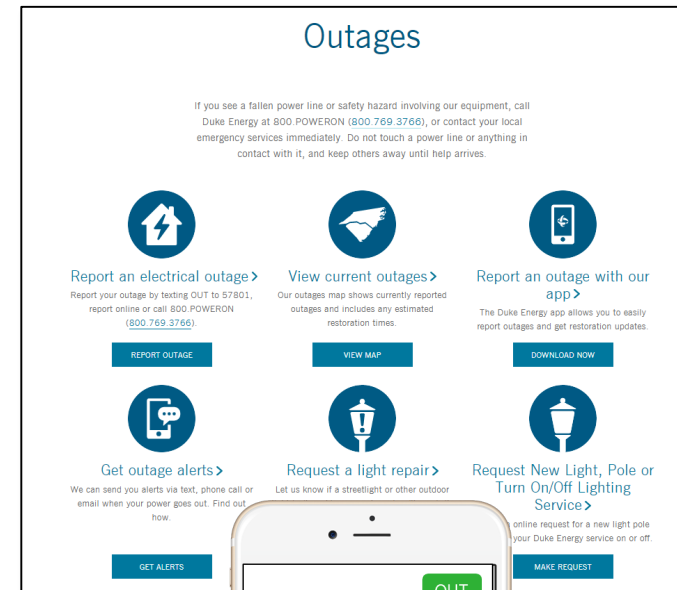 Outages
If you see a fallen power line or safety hazard involving our equipment, call
Duke Energy at 800.POWERON (800.769.3766), or contact your local
emergency services immediately. Do not touch a power line or anything in
contact with it, and keep others away until help arrives.
Report an electrical outage >
Report your outage by texting OUT to 57801,
report online or call 800.POWERON
(800.769.3766).
REPORT OUTAGE
View current outages >
Our outages map shows currently reported
outages and includes any estimated
restoration times.
VIEW MAP
Report an outage with our
app >
The Duke Energy app allows you to easily
report outages and get restoration updates.
DOWNLOAD NOW
Get outage alerts >
We can send you alerts via text, phone call or
email when your power goes out. Find out
how.
GET ALERTS
Request a light repair >
Let us know if a streetlight or other outdoor
Request New Light, Pole or
Turn On/Off Lighting
Service >
online request for a new light pole
your Duke Energy service on or off.
MAKE REQUEST
OUT